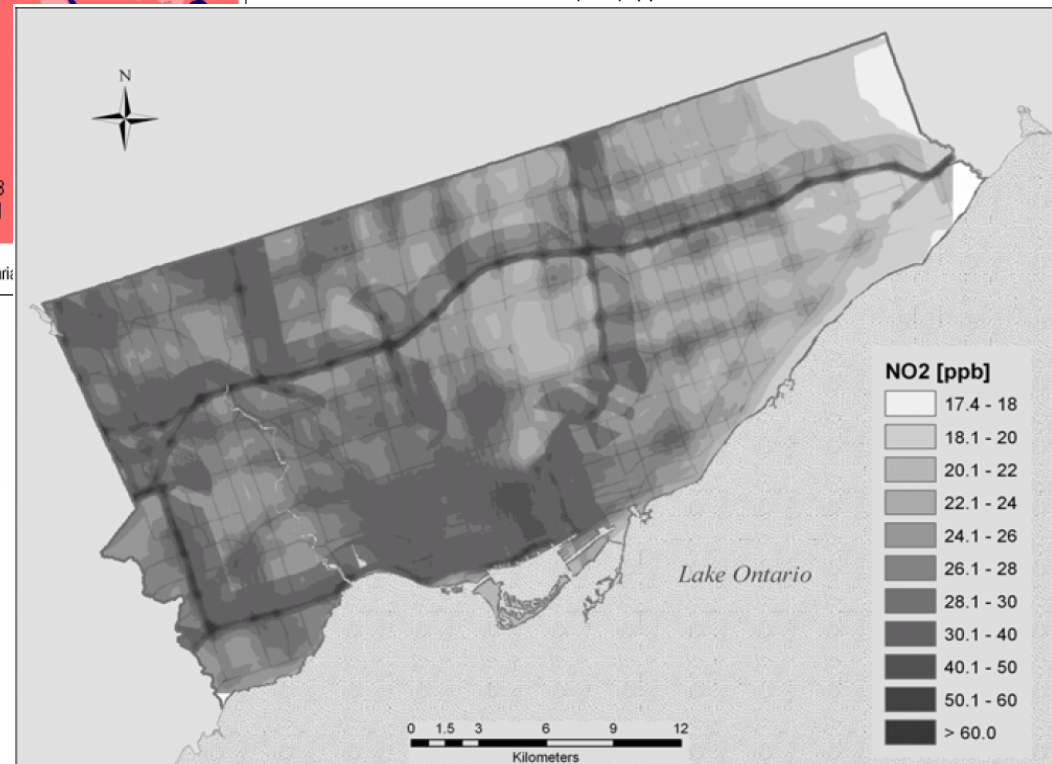 N
NO2 [ppb]
17.4 - 18
18.1 - 20
20.1 - 22
22.1 - 24
24.1 - 26
26.1 - 28
28.1 - 30
30.1 - 40
40.1 - 50
50.1 - 60
> 60.0
Lake Ontario
0 1.5 3 6 9 12
Kilometers